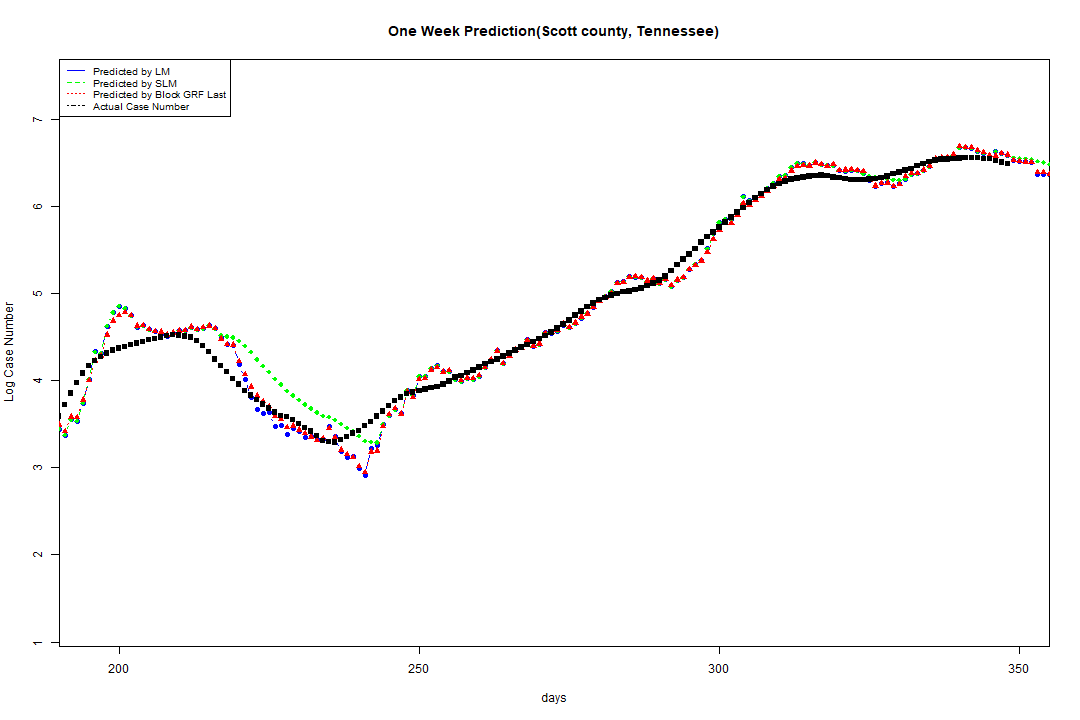 One Week Prediction(Scott county, Tennessee)
Predicted by LM
Predicted by SLM
Predicted by Block GRF Last
Actual Case Number
7
6
5
4
3
2
1
Log Case Number
200
250
300
350
days